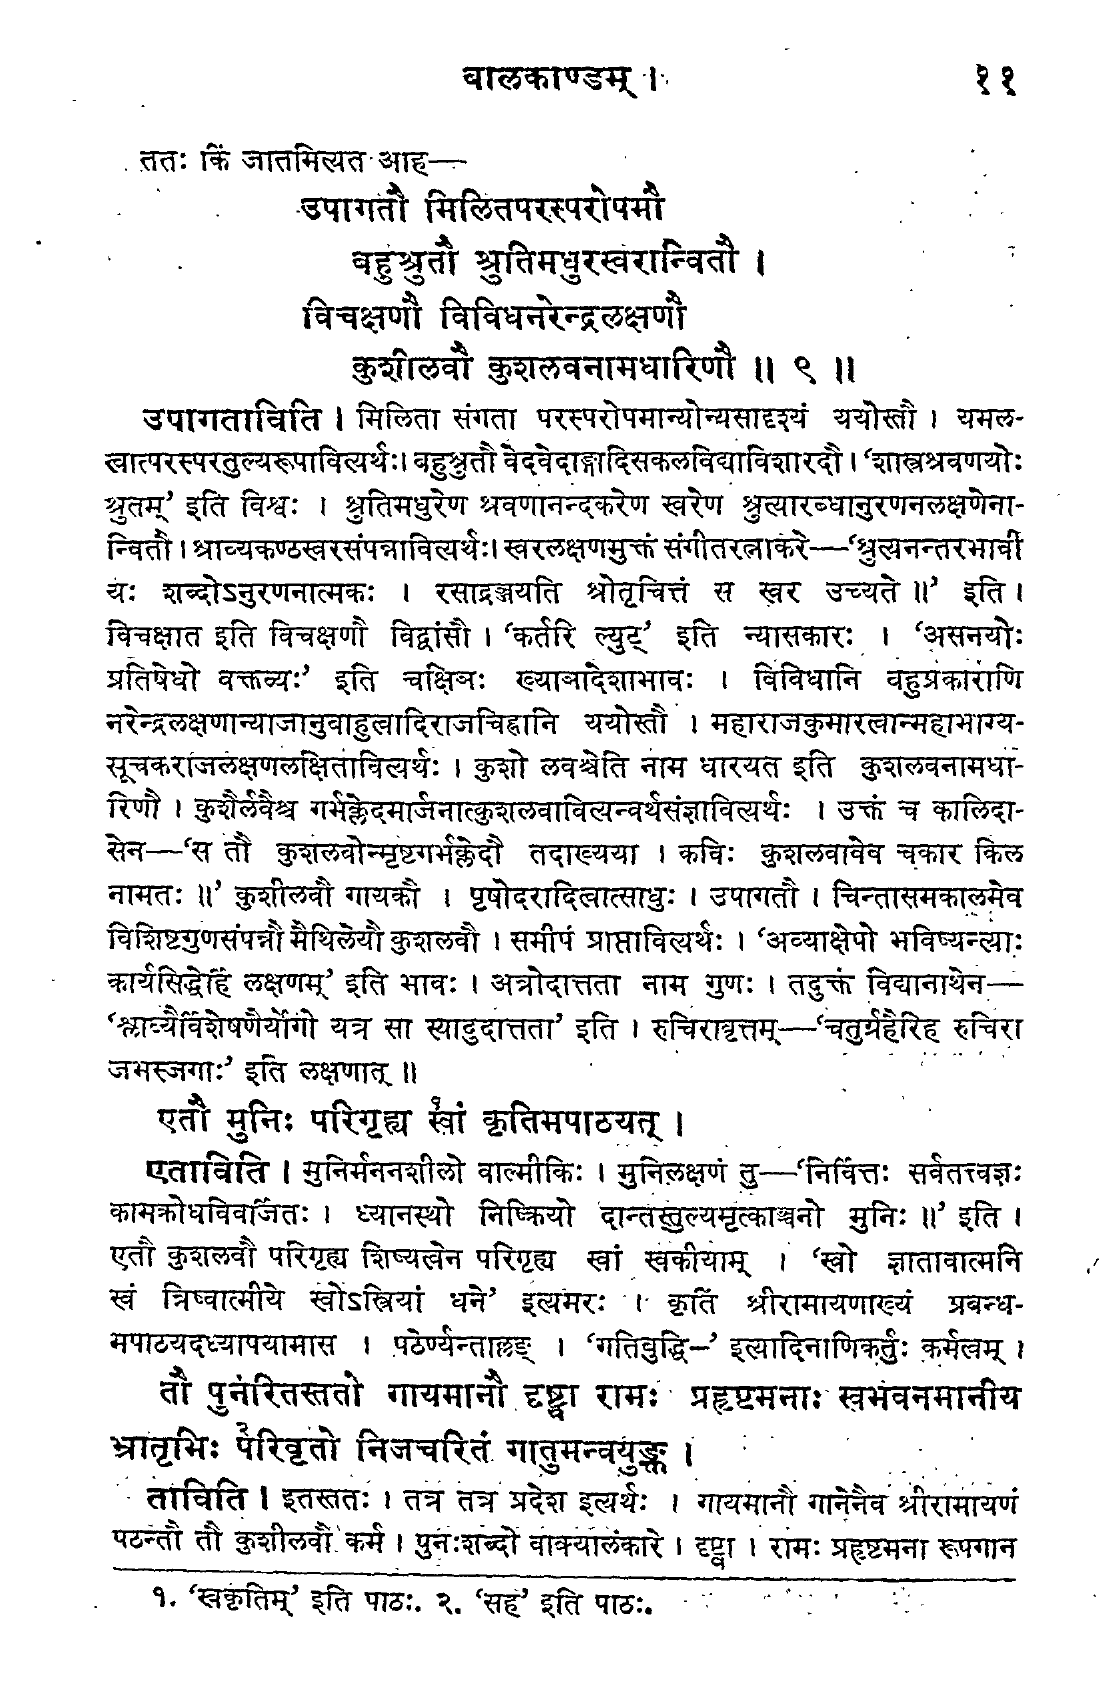 बालकाण्डम् । ११
ततः किं जातमित्यत आह—
उपागतौ मिलितपरस्परोपमौ
बहुश्रुतौ श्रुतिमधुरस्वरान्वितौ ।
विचक्षणौ विविधनरेन्द्रलक्षणौ
कुशीलवौ कुशलवनामधारिणौ ॥ ९ ॥
उपागताविति । मिलिता संगता परस्परोपमान्योन्यसादृश्यं ययोस्तौ । यमल-
त्वात्परस्परतुल्यरूपावित्यर्थः। बहुश्रुतौ वेदवेदाङ्गादिसकलविद्याविशारदौ। ‘शास्त्रश्रवणयोः
श्रुतम्’ इति विश्वः । श्रुतिमधुरेण श्रवणानन्दकरेण स्वरेण श्रुत्यारब्धानुरणनलक्षणेना-
न्वितौ। श्राव्यकण्ठस्वरसंपन्नावित्यर्थः। स्वरलक्षणमुक्तं संगीतरत्नाकरे—‘श्रुत्यनन्तरभावी
यः शब्दोऽनुरणनात्मकः । रसाद्रञ्जयति श्रोतृचित्तं स स्वर उच्यते ॥’ इति ।
विचक्षात इति विचक्षणौ विद्वांसौ । ‘कर्तरि ल्युट्’ इति न्यासकारः । ‘असनयोः
प्रतिषेधो वक्तव्यः’ इति चक्षिञः ख्याञादेशाभावः । विविधानि बहुप्रकाराणि
नरेन्द्रलक्षणान्याजानुबाहुत्वादिराजचिह्नानि ययोस्तौ । महाराजकुमारत्वान्महाभाग्य-
सूचकराजलक्षणलक्षितावित्यर्थः । कुशो लवश्चेति नाम धारयत इति कुशलवनामधा-
रिणौ । कुशैर्लवैश्च गर्भक्लेदमार्जनात्कुशलवावित्यन्वर्थसंज्ञावित्यर्थः । उक्तं च कालिदा-
सेन—‘स तौ कुशलवोन्मृष्टगर्भक्लेदौ तदाख्यया । कविः कुशलवावेव चकार किल
नामतः ॥’ कुशीलवौ गायकौ । पृषोदरादित्वात्साधुः । उपागतौ । चिन्तासमकालमेव
विशिष्टगुणसंपन्नौ मैथिलेयौ कुशलवौ । समीपं प्राप्तावित्यर्थः । ‘अव्याक्षेपो भविष्यन्त्याः
कार्यसिद्धेर्हि लक्षणम्’ इति भावः । अत्रोदात्तता नाम गुणः । तदुक्तं विद्यानाथेन—
‘श्लाघ्यैर्विशेषणैर्योगो यत्र सा स्यादुदात्तता’ इति । रुचिरावृत्तम्—‘चतुर्ग्रहैरिह रुचिरा
जभस्जगाः’ इति लक्षणात् ॥
एतौ मुनिः परिगृह्य स्वां१ कृतिमपाठयत् ।
एताविति । मुनिर्मननशीलो वाल्मीकिः । मुनिलक्षणं तु—‘निर्वित्तः सर्वतत्त्वज्ञः
कामक्रोधविवर्जितः । ध्यानस्थो निष्क्रियो दान्तस्तुल्यमृत्काञ्चनो मुनिः ॥’ इति ।
एतौ कुशलवौ परिगृह्य शिष्यत्वेन परिगृह्य स्वां स्वकीयाम् । ‘स्वो ज्ञातावात्मनि
स्वं त्रिष्वात्मीये स्वोऽस्त्रियां धने’ इत्यमरः । कृतिं श्रीरामायणाख्यं प्रबन्ध-
मपाठयदध्यापयामास । पठेर्ण्यन्ताल्लङ् । ‘गतिबुद्धि–’ इत्यादिनाणिकर्तुः कर्मत्वम् ।
तौ पुनरितस्ततो गायमानौ दृष्ट्वा रामः प्रहृष्टमनाः स्वभवनमानीय
भ्रातृभिः २परिवृतो निजचरितं गातुमन्वयुङ्क्त ।
ताविति । इतस्ततः । तत्र तत्र प्रदेश इत्यर्थः । गायमानौ गानेनैव श्रीरामायणं
पठन्तौ तौ कुशीलवौ कर्म । पुनःशब्दो वाक्यालंकारे । दृष्ट्वा । रामः प्रहृष्टमना रूपगान
१. ‘स्वकृतिम्’ इति पाठः. २. ‘सह’ इति पाठः.